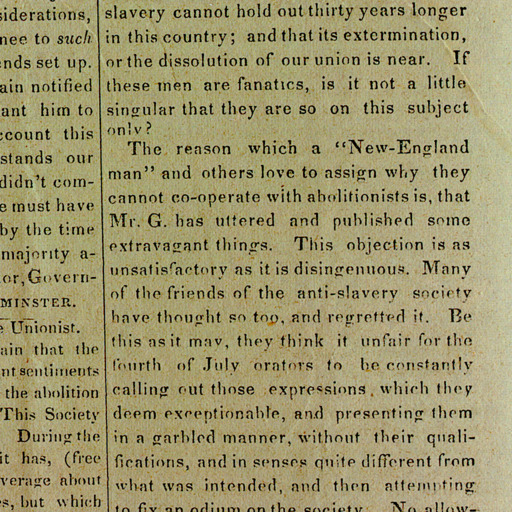 siderations,
nee to such
ends set up.
ain notified
ant him to
ccount this
stands our
didn't com-
e must have
by the time
majority a-
or, Govern-
MINSTER.
e Unionist.
ain that the
nt sentiments
the abolition
This Society
During the
it has, (free
verage about
s, but which
slavery cannot hold out thirty years longer
in this country; and that its extermination,
or the dissolution of our union is near. If
these men are fanatics, is it not a little
singular that they are so on this subject
only?
The reason which a "New-England
man" and others love to assign why they
cannot co-operate with abolitionists is, that
Mr. G. has uttered and published some
extravagant things. This objection is as
unsatisfactory as it is disingenuous. Many
of the friends of the anti-slavery society
have thought so too, and regretted it. Be
this as it may, they think it unfair for the
fourth of July orators to be constantly
calling out those expressions, which they
deem exceptionable, and presenting them
in a garbled manner, without their quali-
fications, and in senses quite different from
what was intended, and then attempting
to fix an odium on the society. No allow-